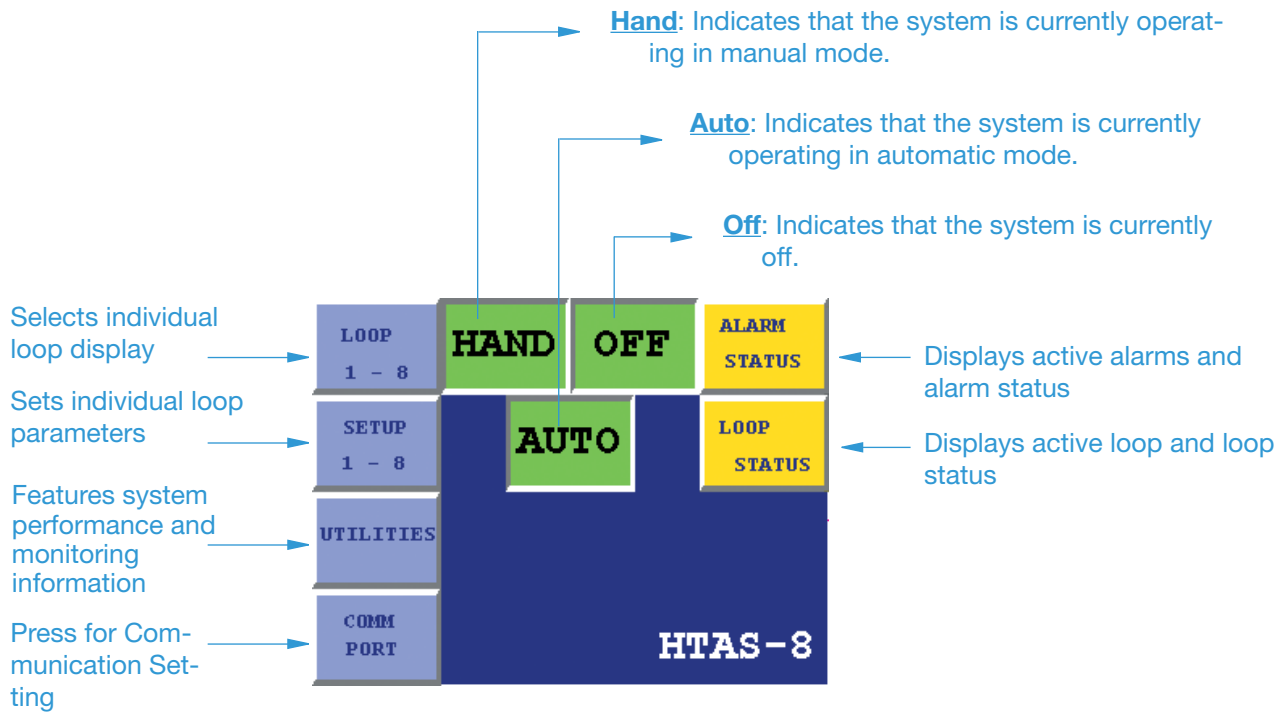 Hand: Indicates that the system is currently operat-
ing in manual mode.
Auto: Indicates that the system is currently
operating in automatic mode.
Off: Indicates that the system is currently
off.
Selects individual
loop display
Sets individual loop
parameters
Features system
performance and
monitoring
information
Press for Com-
munication Set-
ting
LOOP
1 - 8
HAND
OFF
ALARM
STATUS
SETUP
1 - 8
AUTO
LOOP
STATUS
UTILITIES
COMM
PORT
HTAS-8
Displays active alarms and
alarm status
Displays active loop and loop
status